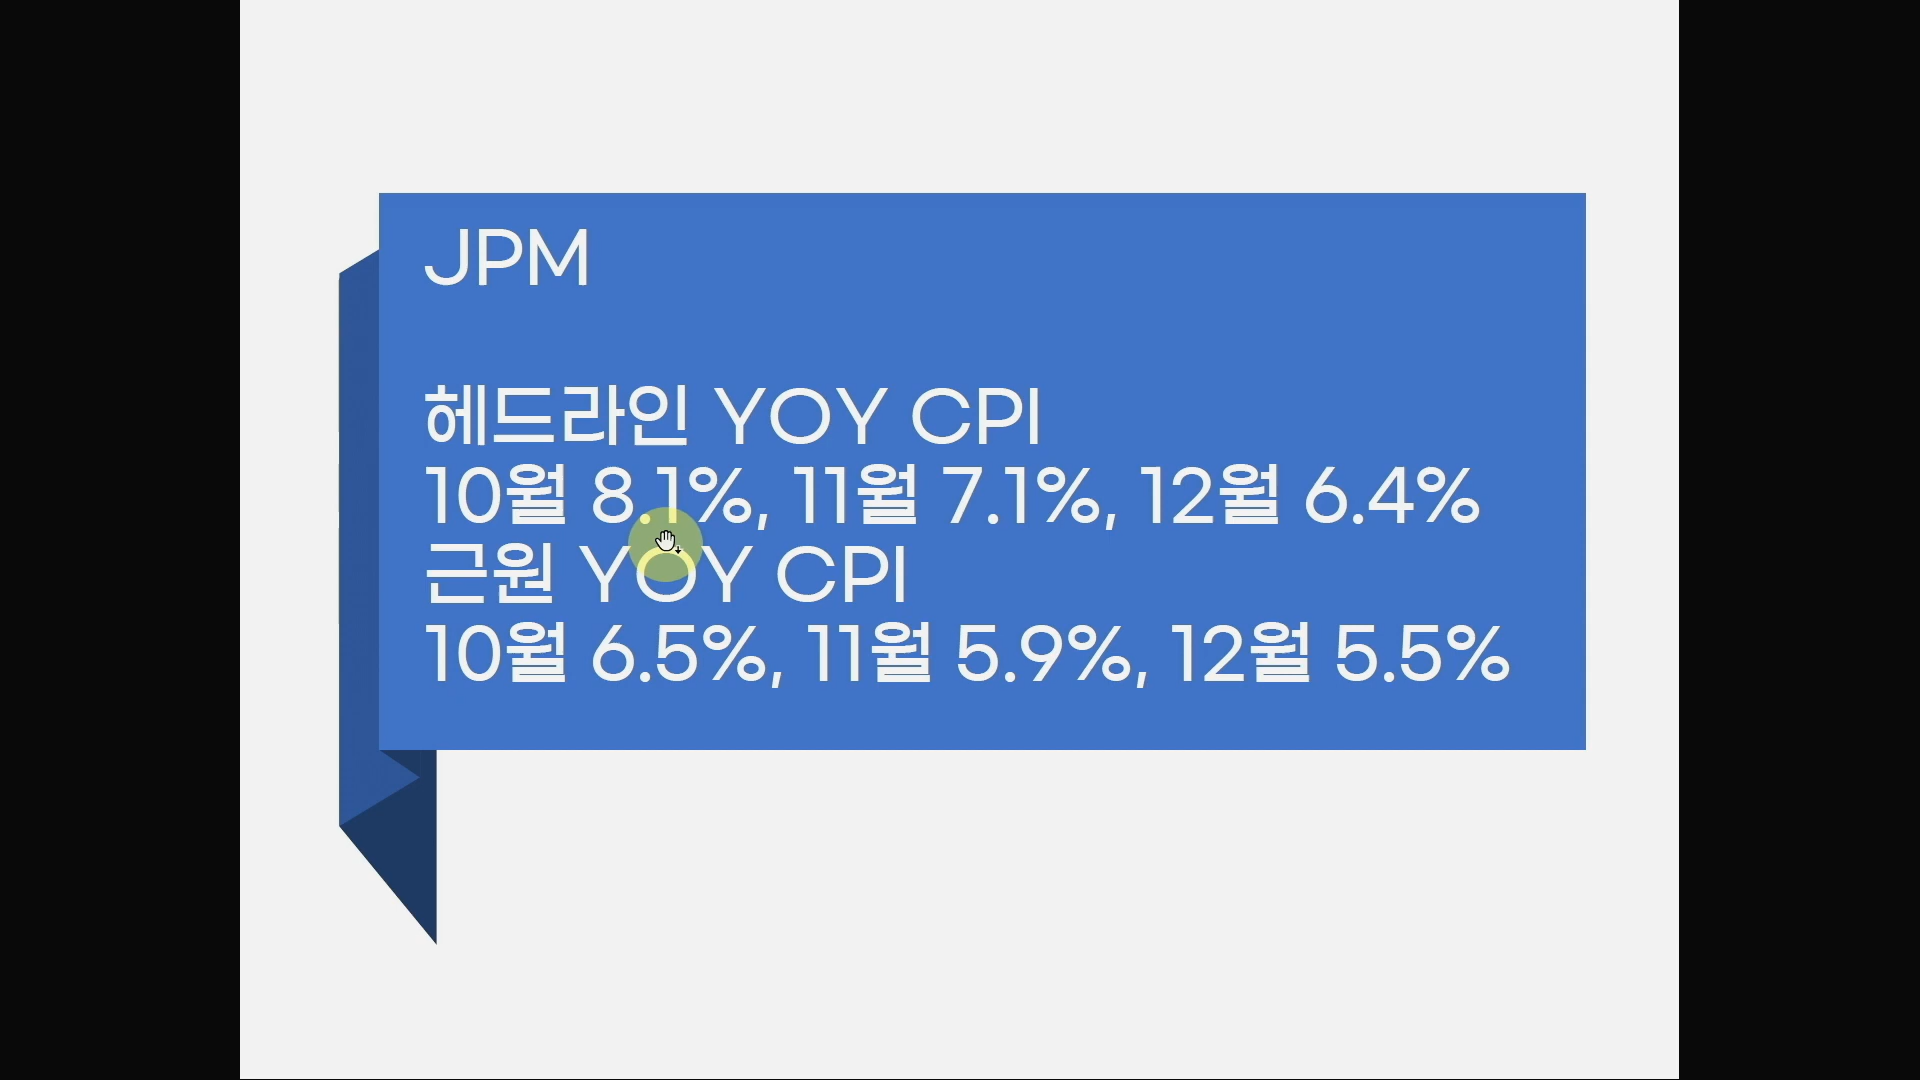 JPM
헤드라인 YOY CPI
10월 8.1%, 11월 7.1%, 12월 6.4%
근원 YOY CPI
10월 6.5%, 11월 5.9%, 12월 5.5%